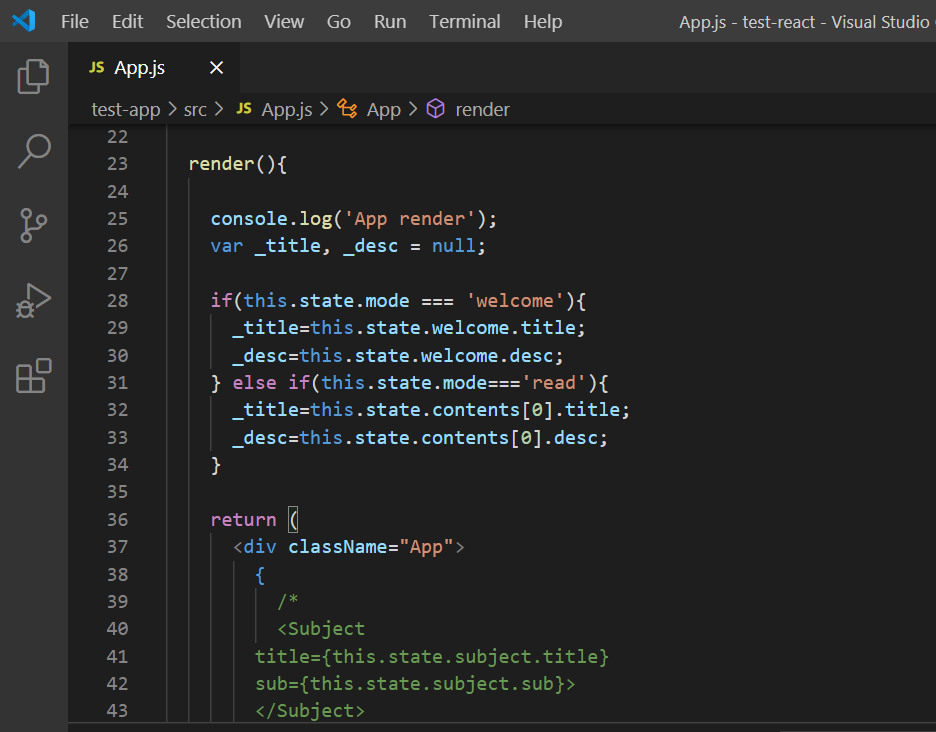 File Edit Selection View Go Run Terminal Help App.js - test-react - Visual Studio
JS App.js
test-app > src > JS App.js > App > render
22
23 render(){
24
25 console.log('App render');
26 var _title, _desc = null;
27
28 if(this.state.mode === 'welcome'){
29 _title=this.state.welcome.title;
30 _desc=this.state.welcome.desc;
31 } else if(this.state.mode==='read'){
32 _title=this.state.contents[0].title;
33 _desc=this.state.contents[0].desc;
34 }
35
36 return (
37 <div className="App">
38 {
39 /*
40 <Subject
41 title={this.state.subject.title}
42 sub={this.state.subject.sub}>
43 </Subject>